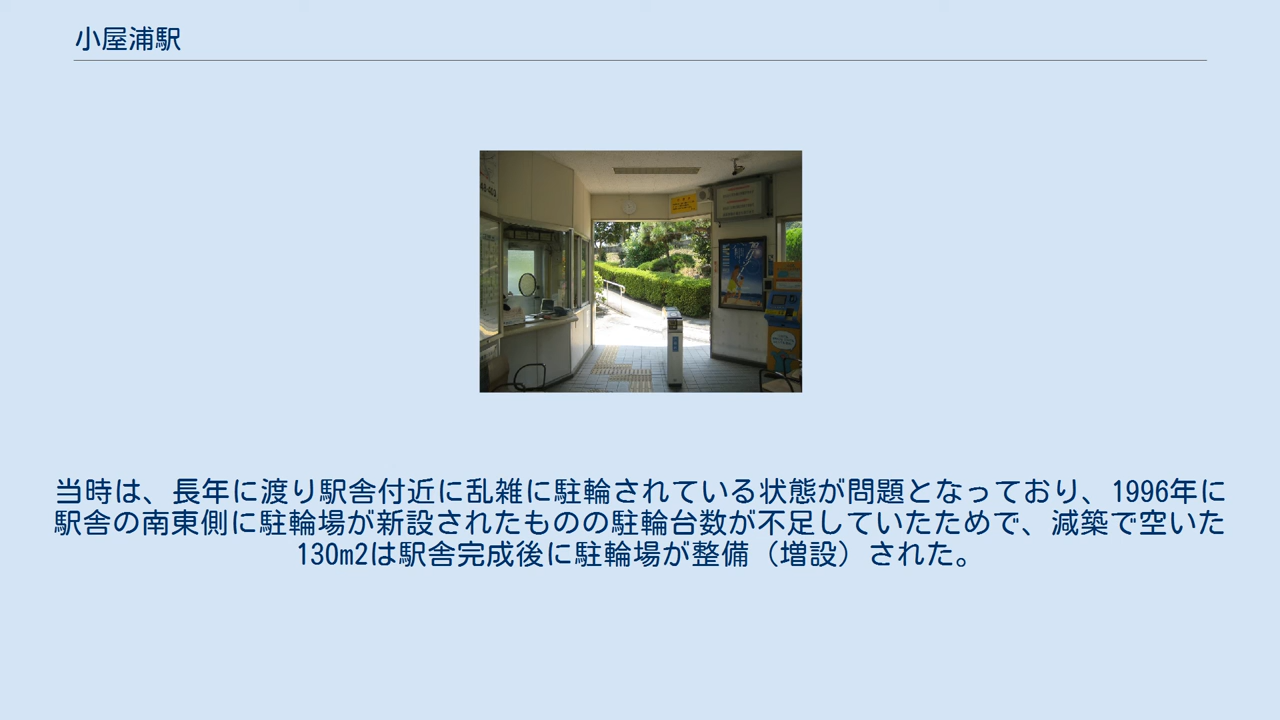 小屋浦駅
当時は、長年に渡り駅舎付近に乱雑に駐輪されている状態が問題となっており、1996年に
駅舎の南東側に駐輪場が新設されたものの駐輪台数が不足していたためで、減築で空いた
130m2は駅舎完成後に駐輪場が整備（増設）された。